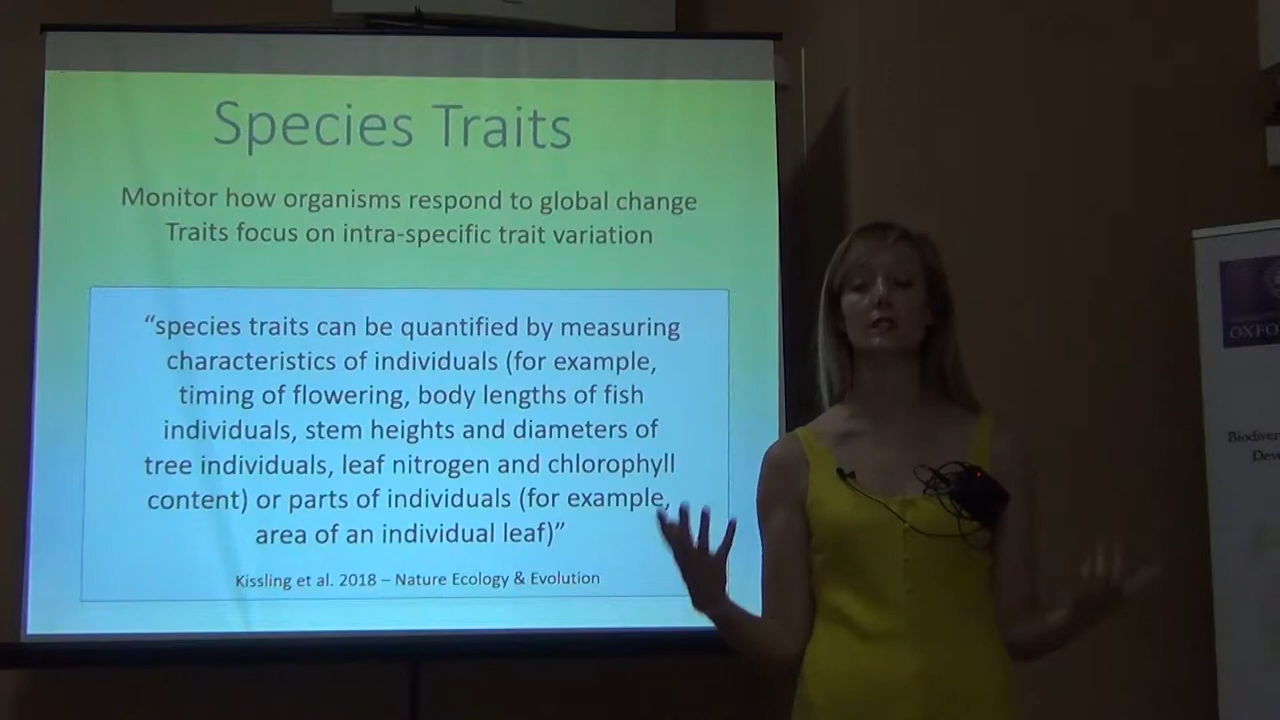 Species Traits
Monitor how organisms respond to global change
Traits focus on intra-specific trait variation
“species traits can be quantified by measuring
characteristics of individuals (for example,
timing of flowering, body lengths of fish
individuals, stem heights and diameters of
tree individuals, leaf nitrogen and chlorophyll
content) or parts of individuals (for example,
area of an individual leaf)”
Kissling et al. 2018 – Nature Ecology & Evolution